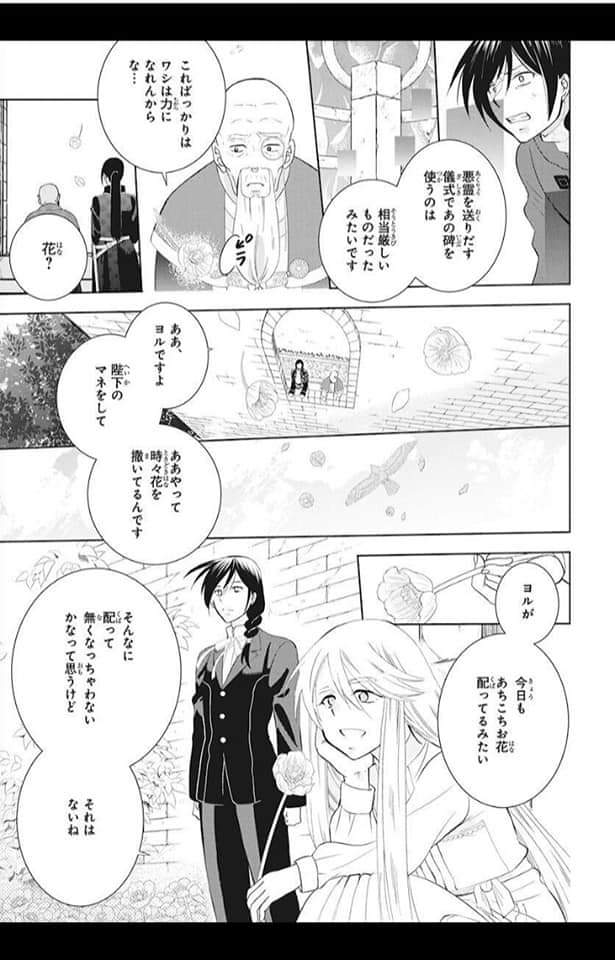 悪霊を送りだす
儀式であの碑を
使うのは
相当厳しい
ものだった
みたいです
こればっかりは
ワシは力に
なれんから
な…
ピラ
花?
ああ、
ヨルですよ
陛下の
マネをして
ああやって
時々花を
撒いてるんです
ヨルが
今日も
あちこちお花
配ってるみたい
そんなに
配って
無くなっちゃわない
かなって思うけど
それは
ないね